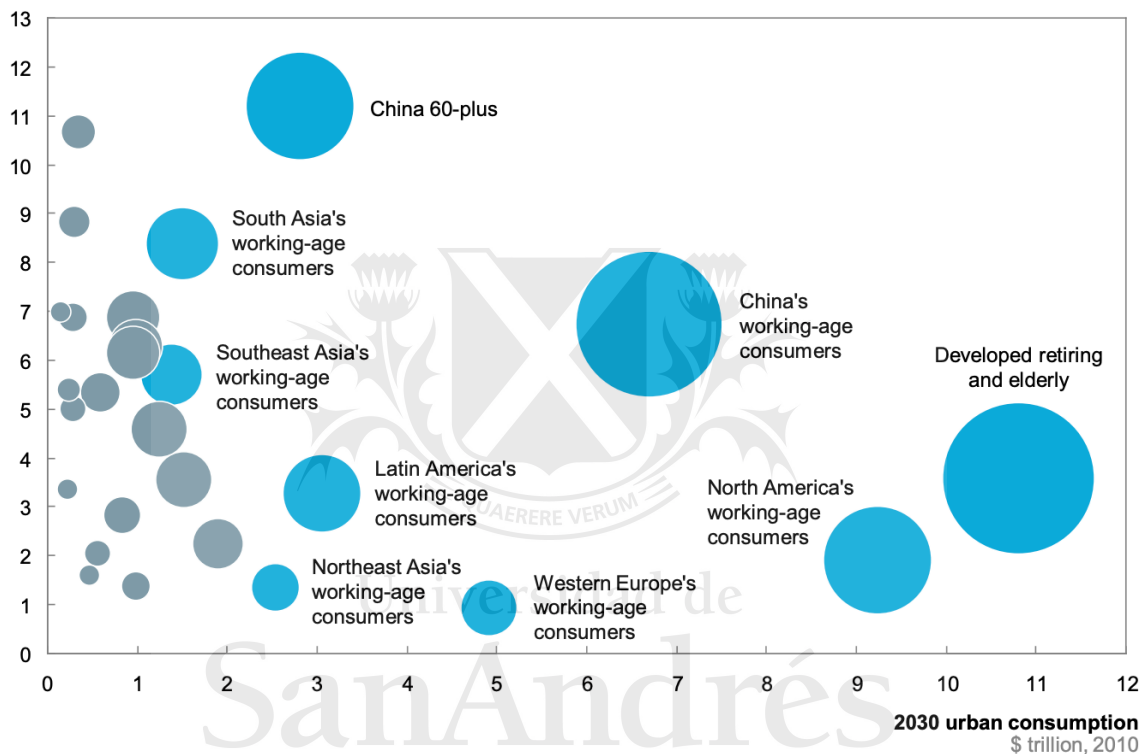 13
12
11
10
9
8
7
6
5
4
3
2
1
0
China 60-plus
South Asia's
working-age
consumers
China's
working-age
consumers
Southeast Asia's
working-age
consumers
Developed retiring
and elderly
Latin America's
working-age
consumers
North America's
working-age
consumers
QUAERERE VERUM
Northeast Asia's
working-age
consumers
Western Europe's
working-age
consumers
Universidad de
SanAndrés
0 1 2 3 4 5 6 7 8 9 10 11 12
2030 urban consumption
$ trillion, 2010